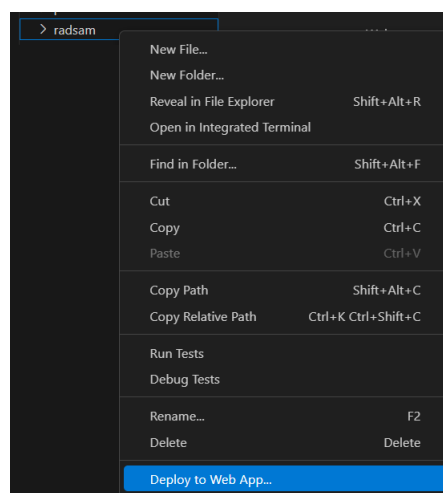 radsam
New File...
New Folder...
Reveal in File Explorer Shift+Alt+R
Open in Integrated Terminal
Find in Folder... Shift+Alt+F
Cut Ctrl+X
Copy Ctrl+C
Paste Ctrl+V
Copy Path Shift+Alt+C
Copy Relative Path Ctrl+K Ctrl+Shift+C
Run Tests
Debug Tests
Rename... F2
Delete Delete
Deploy to Web App...